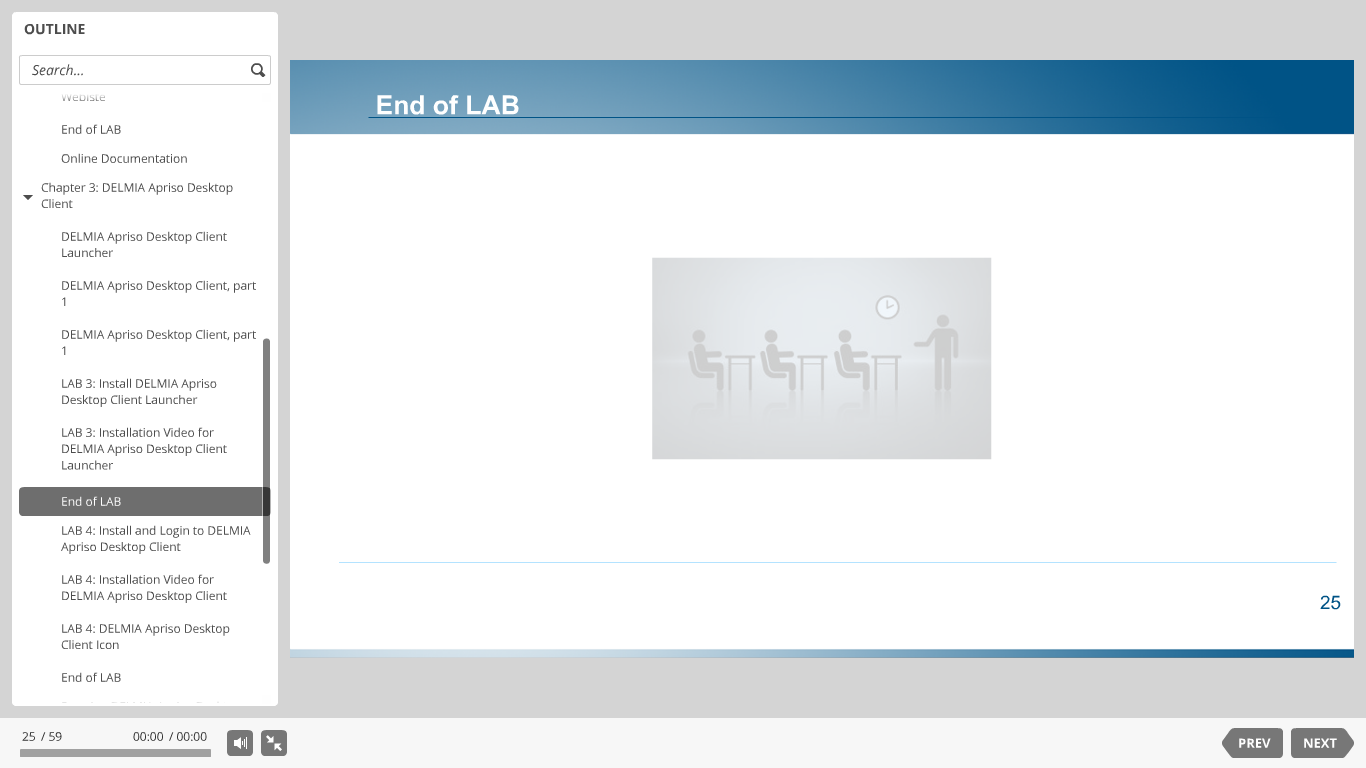 OUTLINE
Search...
Webiste
End of LAB
Online Documentation
Chapter 3: DELMIA Apriso Desktop
Client
DELMIA Apriso Desktop Client
Launcher
DELMIA Apriso Desktop Client, part
1
DELMIA Apriso Desktop Client, part
1
LAB 3: Install DELMIA Apriso
Desktop Client Launcher
LAB 3: Installation Video for
DELMIA Apriso Desktop Client
Launcher
End of LAB
LAB 4: Install and Login to DELMIA
Apriso Desktop Client
LAB 4: Installation Video for
DELMIA Apriso Desktop Client
LAB 4: DELMIA Apriso Desktop
Client Icon
End of LAB
End of LAB
25
25 / 59
00:00 / 00:00
PREV
NEXT